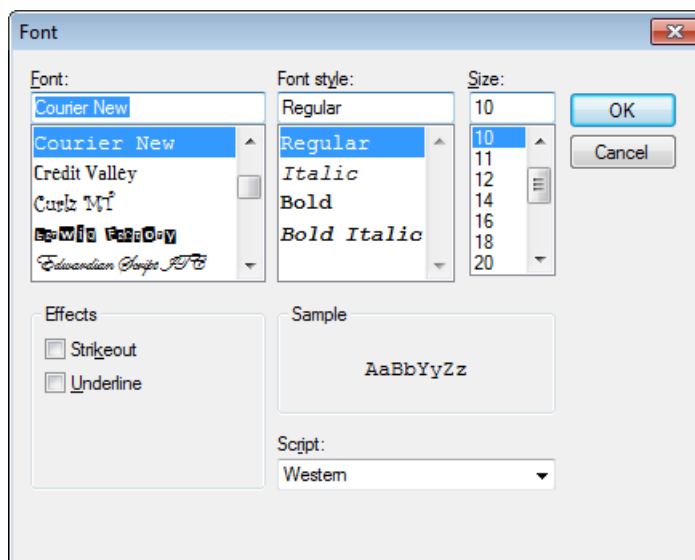 Font
Font:
Courier New
Courier New
Credit Valley
Curlz MT
Earwig Factory
Edwardian Script ITC
Font style:
Regular
Regular
Italic
Bold
Bold Italic
Size:
10
10
11
12
14
16
18
20
OK
Cancel
Effects
Strikeout
Underline
Sample
AaBbYyZz
Script:
Western